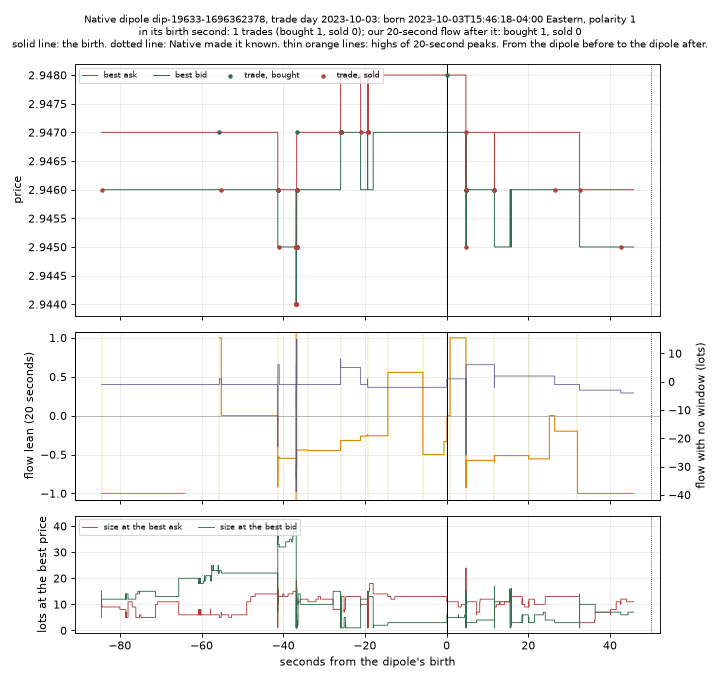 Native dipole dip-19633-1696362378, trade day 2023-10-03: born 2023-10-03T15:46:18-04:00 Eastern, polarity 1
in its birth second: 1 trades (bought 1, sold 0); our 20-second flow after it: bought 1, sold 0
solid line: the birth. dotted line: Native made it known. thin orange lines: highs of 20-second peaks. From the dipole before to the dipole after.
best ask best bid trade, bought trade, sold
2.9480
2.9475
2.9470
2.9465
2.9460
2.9455
2.9450
2.9445
2.9440
price
1.0
0.5
0.0
−0.5
−1.0
flow lean (20 seconds)
10
0
−10
−20
−30
−40
flow with no window (lots)
size at the best ask size at the best bid
40
30
20
10
0
lots at the best price
−80 −60 −40 −20 0 20 40
seconds from the dipole's birth